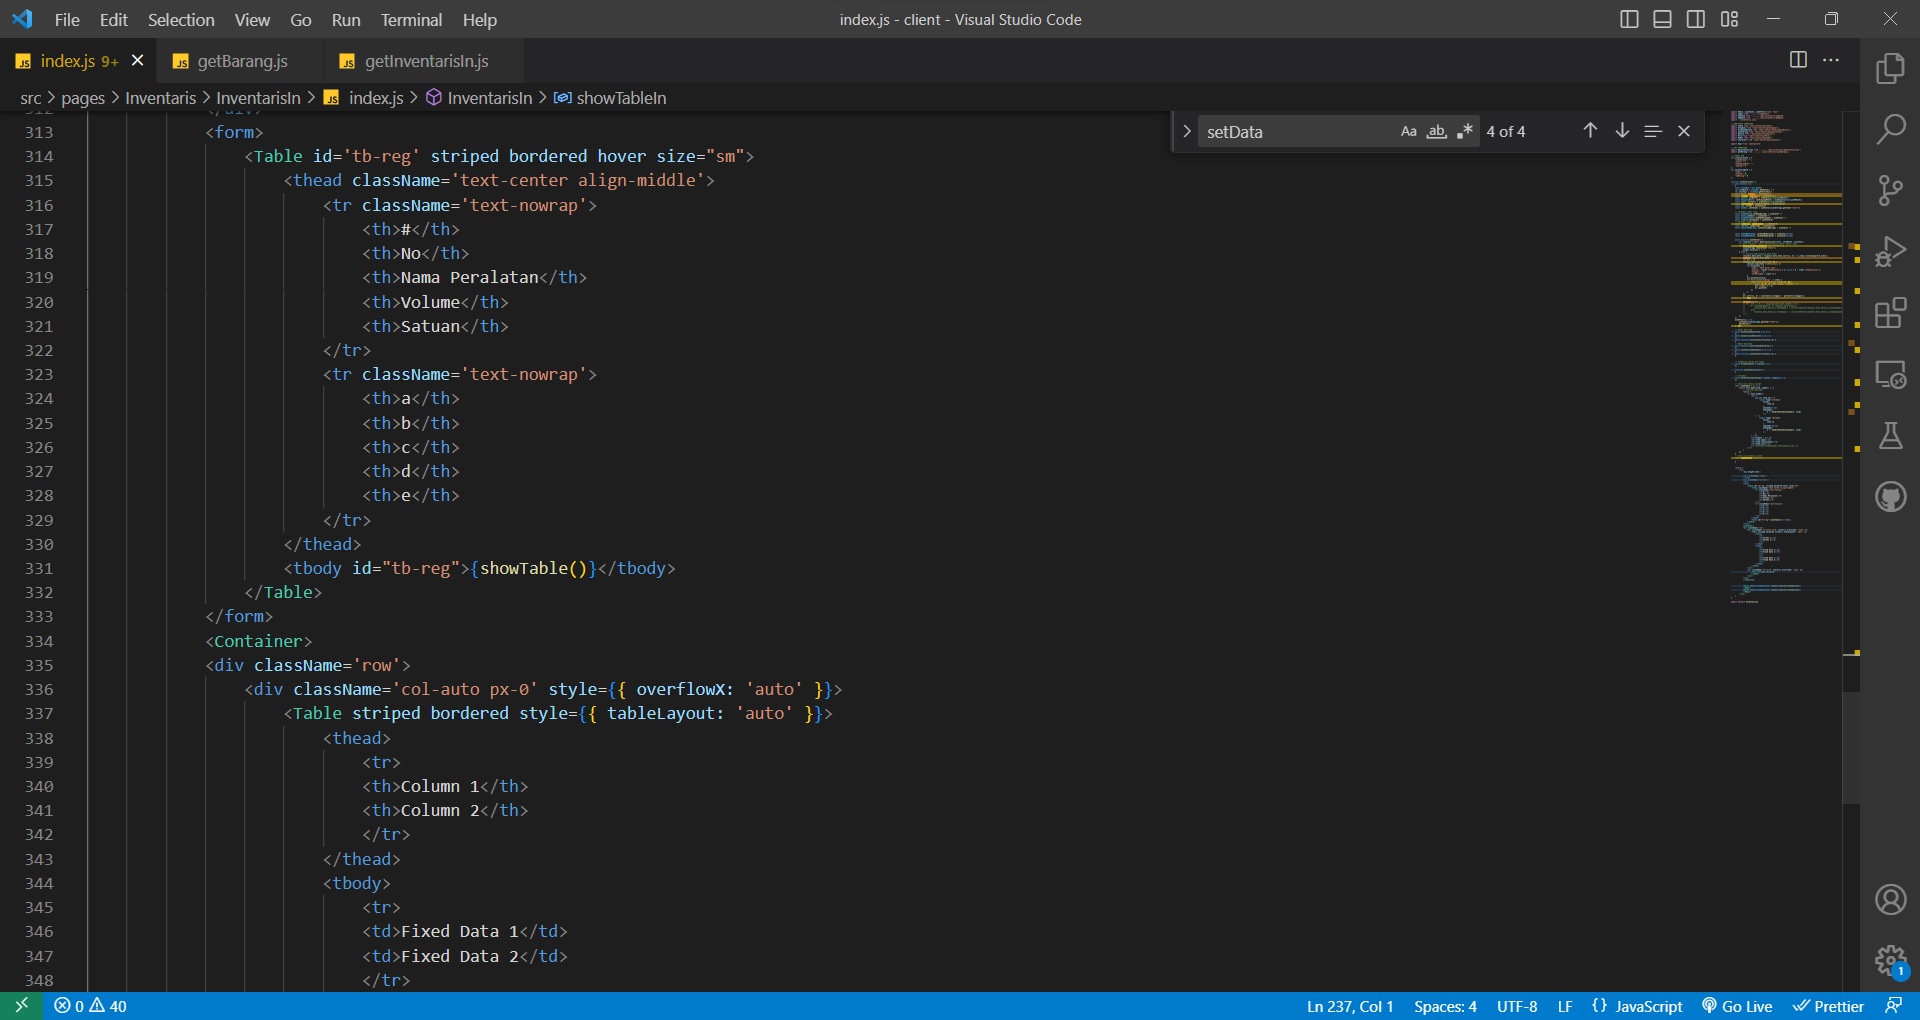 File Edit Selection View Go Run Terminal Help
index.js - client - Visual Studio Code
JS index.js 9+
JS getBarang.js
JS getInventarisIn.js
src > pages > Inventaris > InventarisIn > JS index.js > InventarisIn > showTableIn
setData Aa ab 4 of 4
312 </div>
313 <form>
314 <Table id='tb-reg' striped bordered hover size="sm">
315 <thead className='text-center align-middle'>
316 <tr className='text-nowrap'>
317 <th>#</th>
318 <th>No</th>
319 <th>Nama Peralatan</th>
320 <th>Volume</th>
321 <th>Satuan</th>
322 </tr>
323 <tr className='text-nowrap'>
324 <th>a</th>
325 <th>b</th>
326 <th>c</th>
327 <th>d</th>
328 <th>e</th>
329 </tr>
330 </thead>
331 <tbody id="tb-reg">{showTable()}</tbody>
332 </Table>
333 </form>
334 <Container>
335 <div className='row'>
336 <div className='col-auto px-0' style={{ overflowX: 'auto' }}>
337 <Table striped bordered style={{ tableLayout: 'auto' }}>
338 <thead>
339 <tr>
340 <th>Column 1</th>
341 <th>Column 2</th>
342 </tr>
343 </thead>
344 <tbody>
345 <tr>
346 <td>Fixed Data 1</td>
347 <td>Fixed Data 2</td>
348 </tr>
1
0 40
Ln 237, Col 1 Spaces: 4 UTF-8 LF {} JavaScript Go Live Prettier